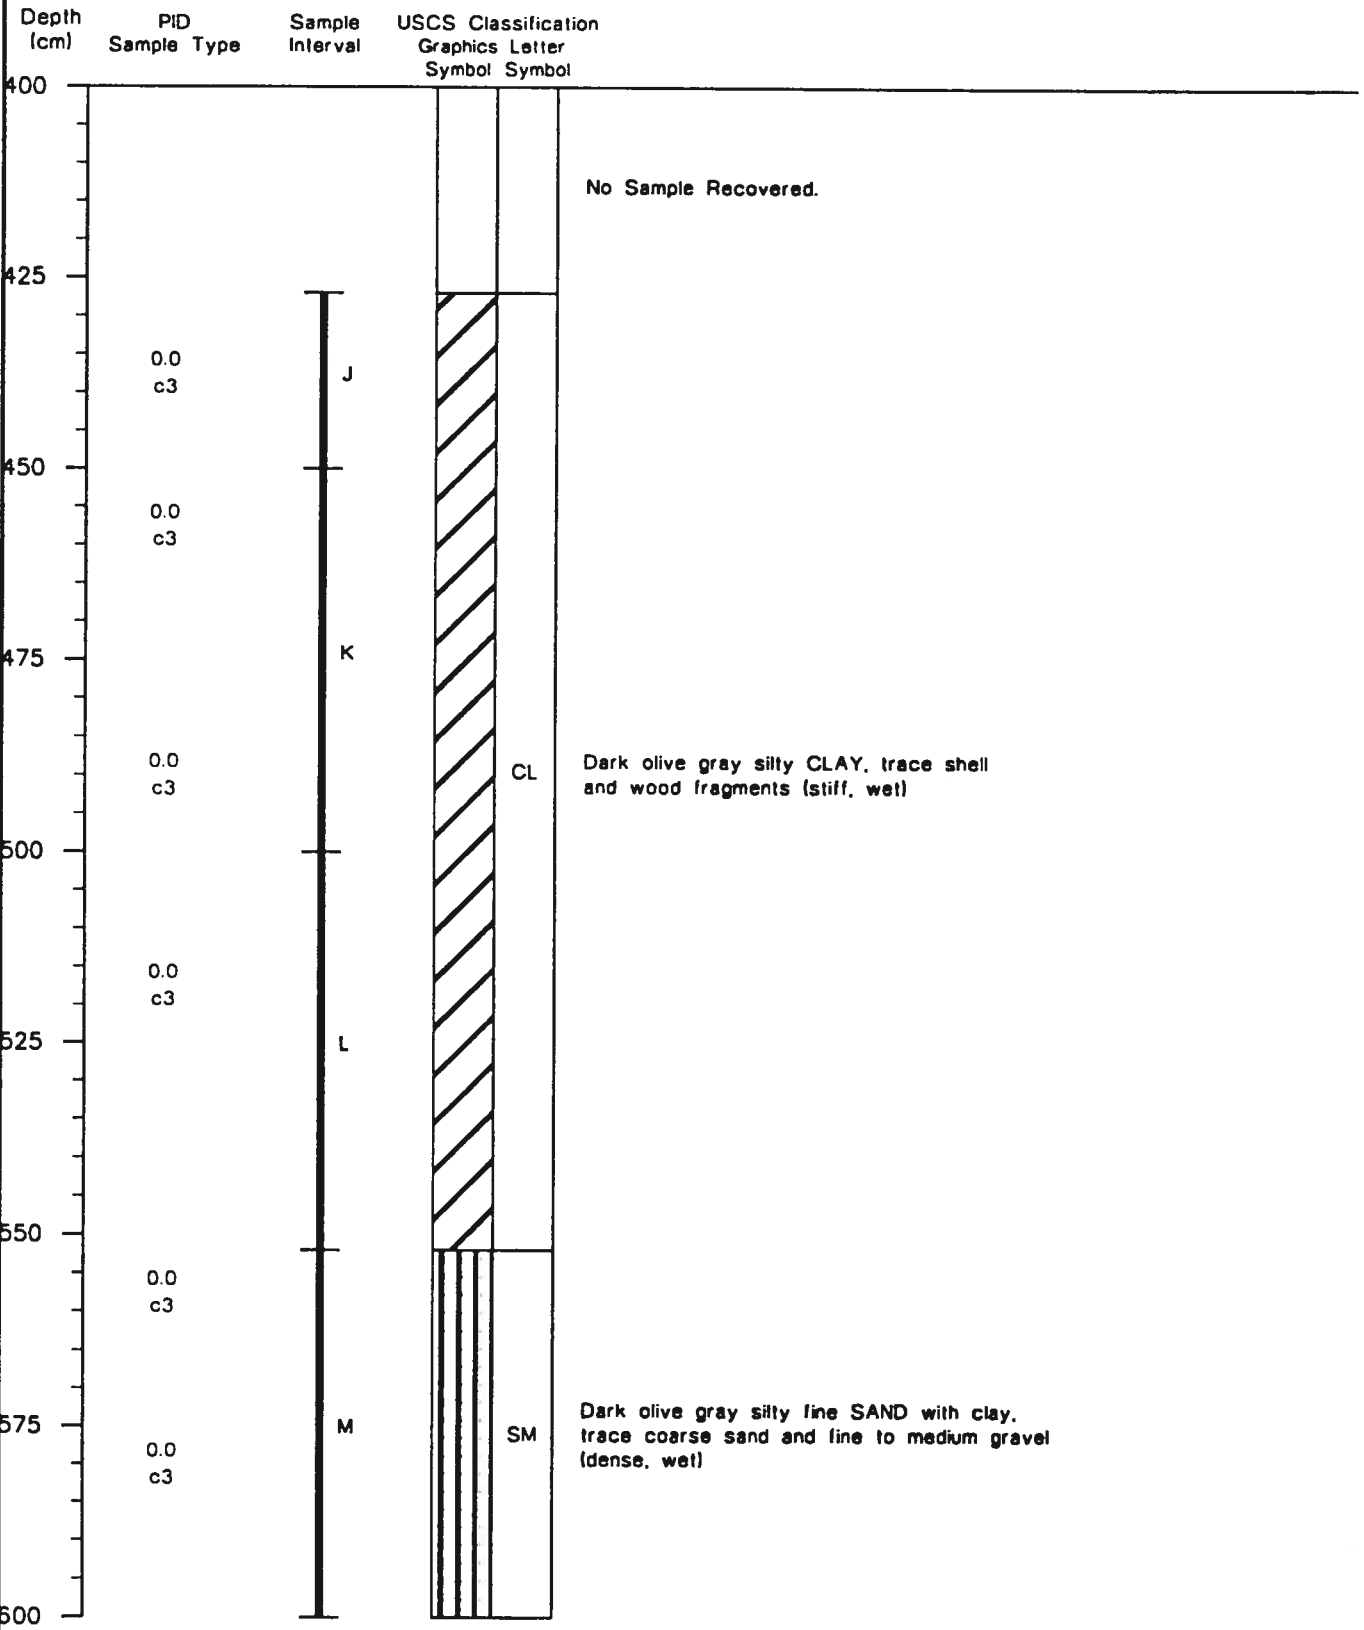 Depth
(cm)
PID
Sample Type
Sample
Interval
USCS Classification
Graphics Letter
Symbol Symbol
400
No Sample Recovered.
425
0.0
c3
J
450
0.0
c3
K
475
0.0
c3
CL
Dark olive gray silty CLAY, trace shell
and wood fragments (stiff, wet)
500
0.0
c3
525
L
550
0.0
c3
575
M
0.0
c3
SM
Dark olive gray silty fine SAND with clay,
trace coarse sand and fine to medium gravel
(dense, wet)
600